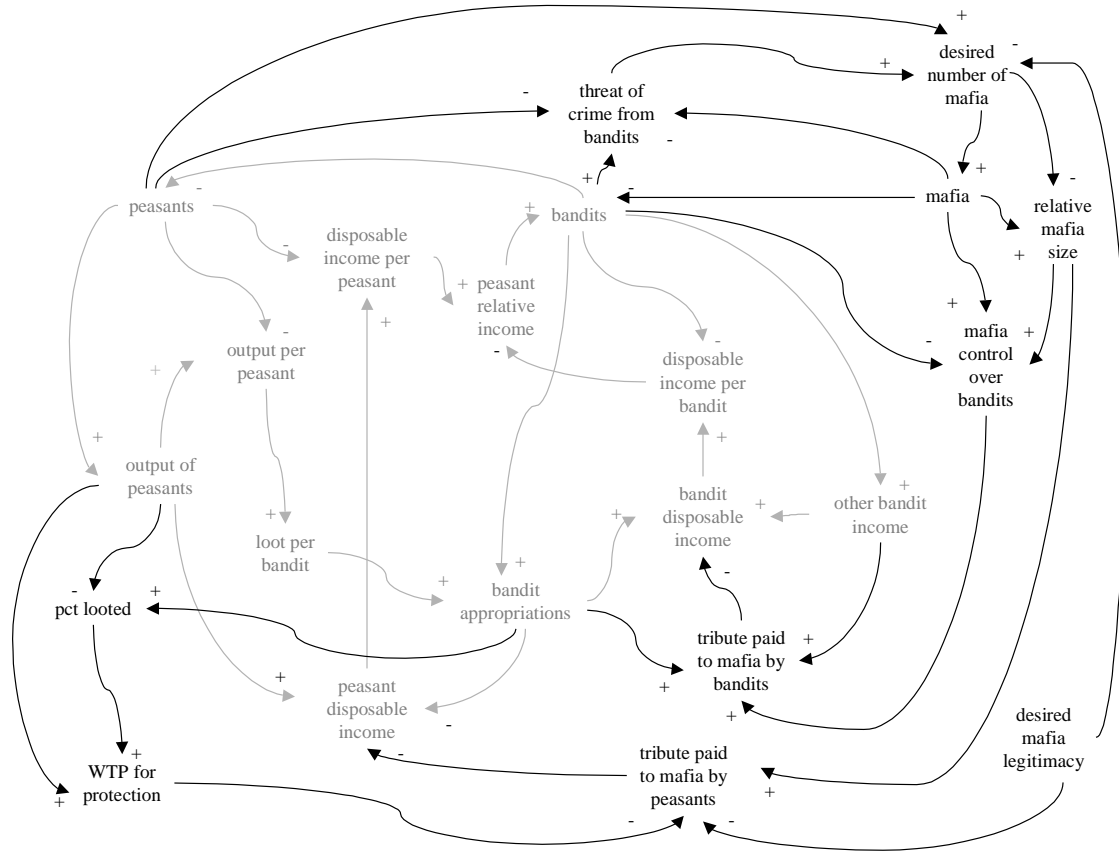 desired
number of
mafia
threat of
crime from
bandits
peasants
bandits
mafia
relative
mafia
size
disposable
income per
peasant
peasant
relative
income
output per
peasant
disposable
income per
bandit
mafia
control
over
bandits
output of
peasants
bandit
disposable
income
other bandit
income
loot per
bandit
bandit
appropriations
pct looted
tribute paid
to mafia by
bandits
peasant
disposable
income
desired
mafia
legitimacy
WTP for
protection
tribute paid
to mafia by
peasants